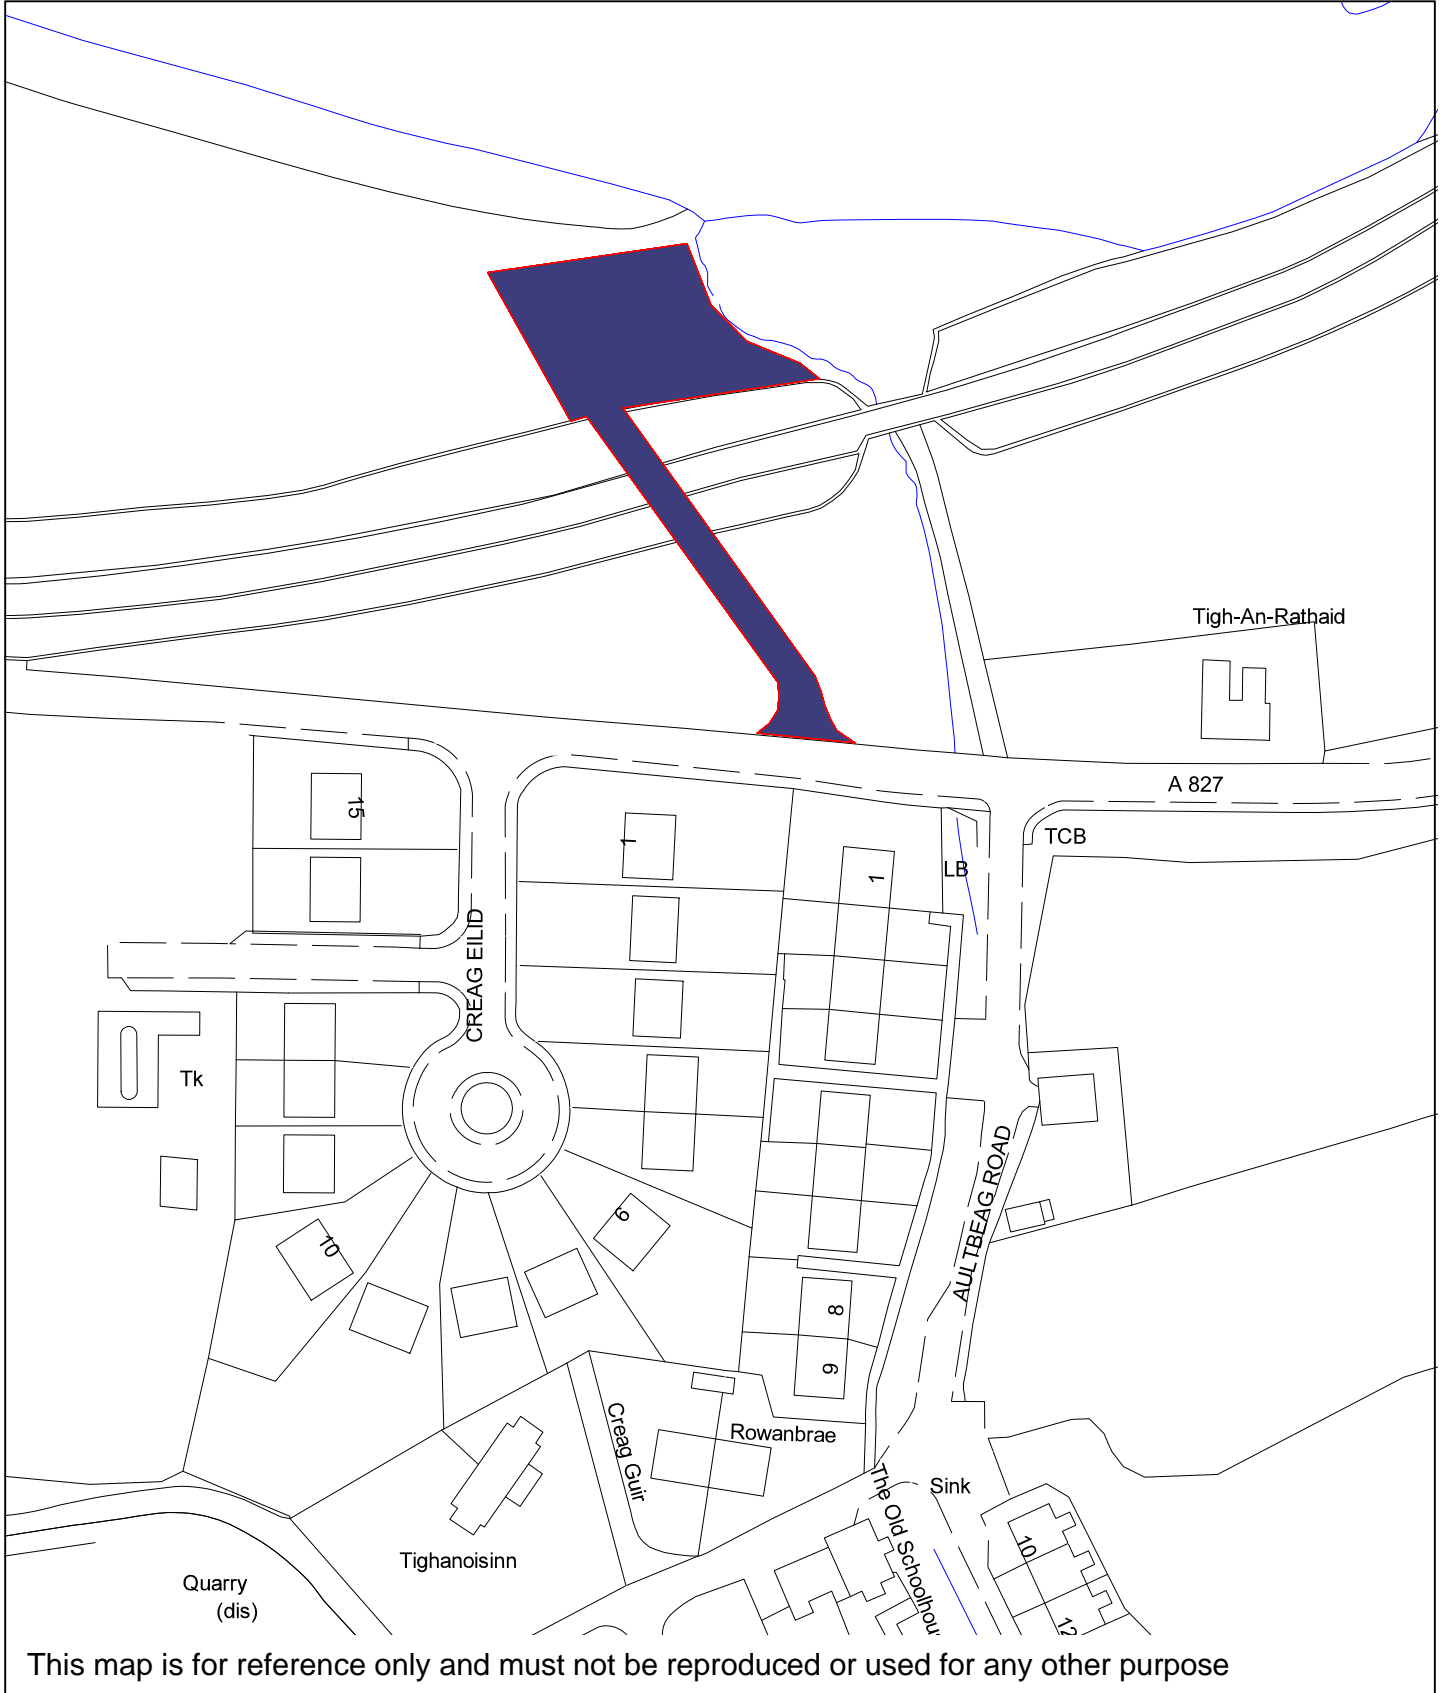 Tigh-An-Rathaid
A 827
TCB
15
1
1
LB
CREAG EILID
Tk
AULTBEAG ROAD
6
10
8
9
Creag Guir
Rowanbrae
The Old Schoolhou
Sink
10
Tighanoisinn
Quarry
(dis)
12
This map is for reference only and must not be reproduced or used for any other purpose